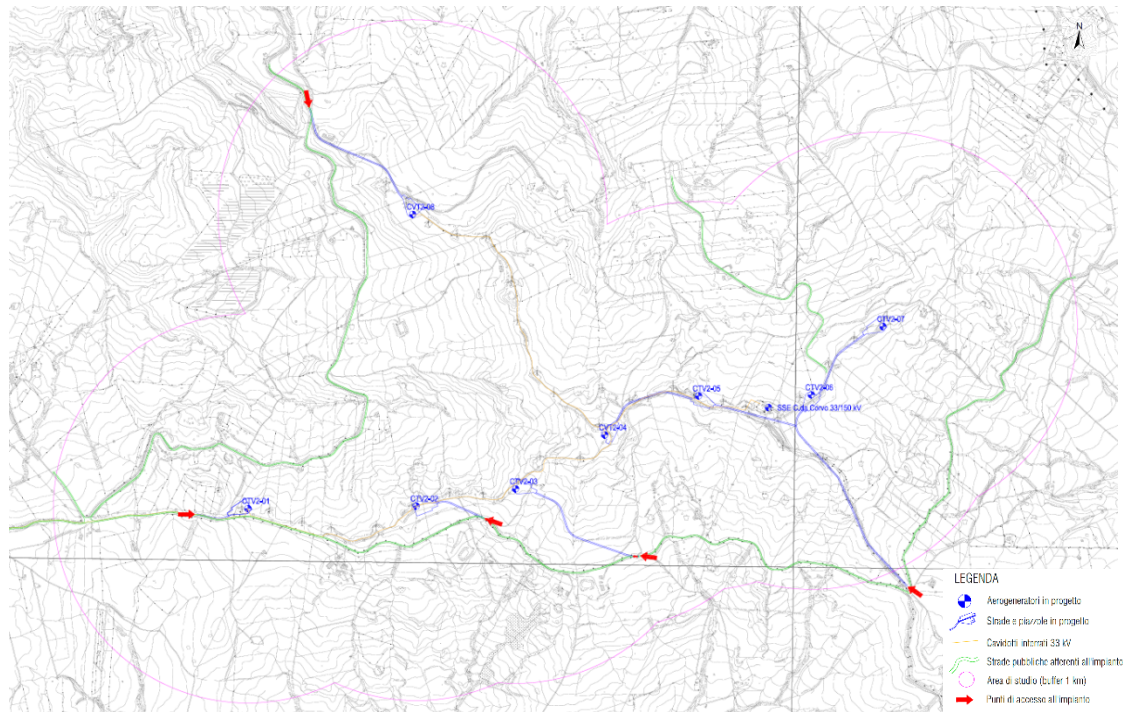 N
CVT2-08
CTV2-07
CTV2-05
CTV2-06
SSE C.da Corvo 33/150 kV
CVT2-04
CTV2-03
CTV2-02
CTV2-01
LEGENDA
Aerogeneratori in progetto
Strade e piazzole in progetto
Cavidotti interrati 33 kV
Strade pubbliche afferenti all'impianto
Area di studio (buffer 1 km)
Punti di accesso all'impianto